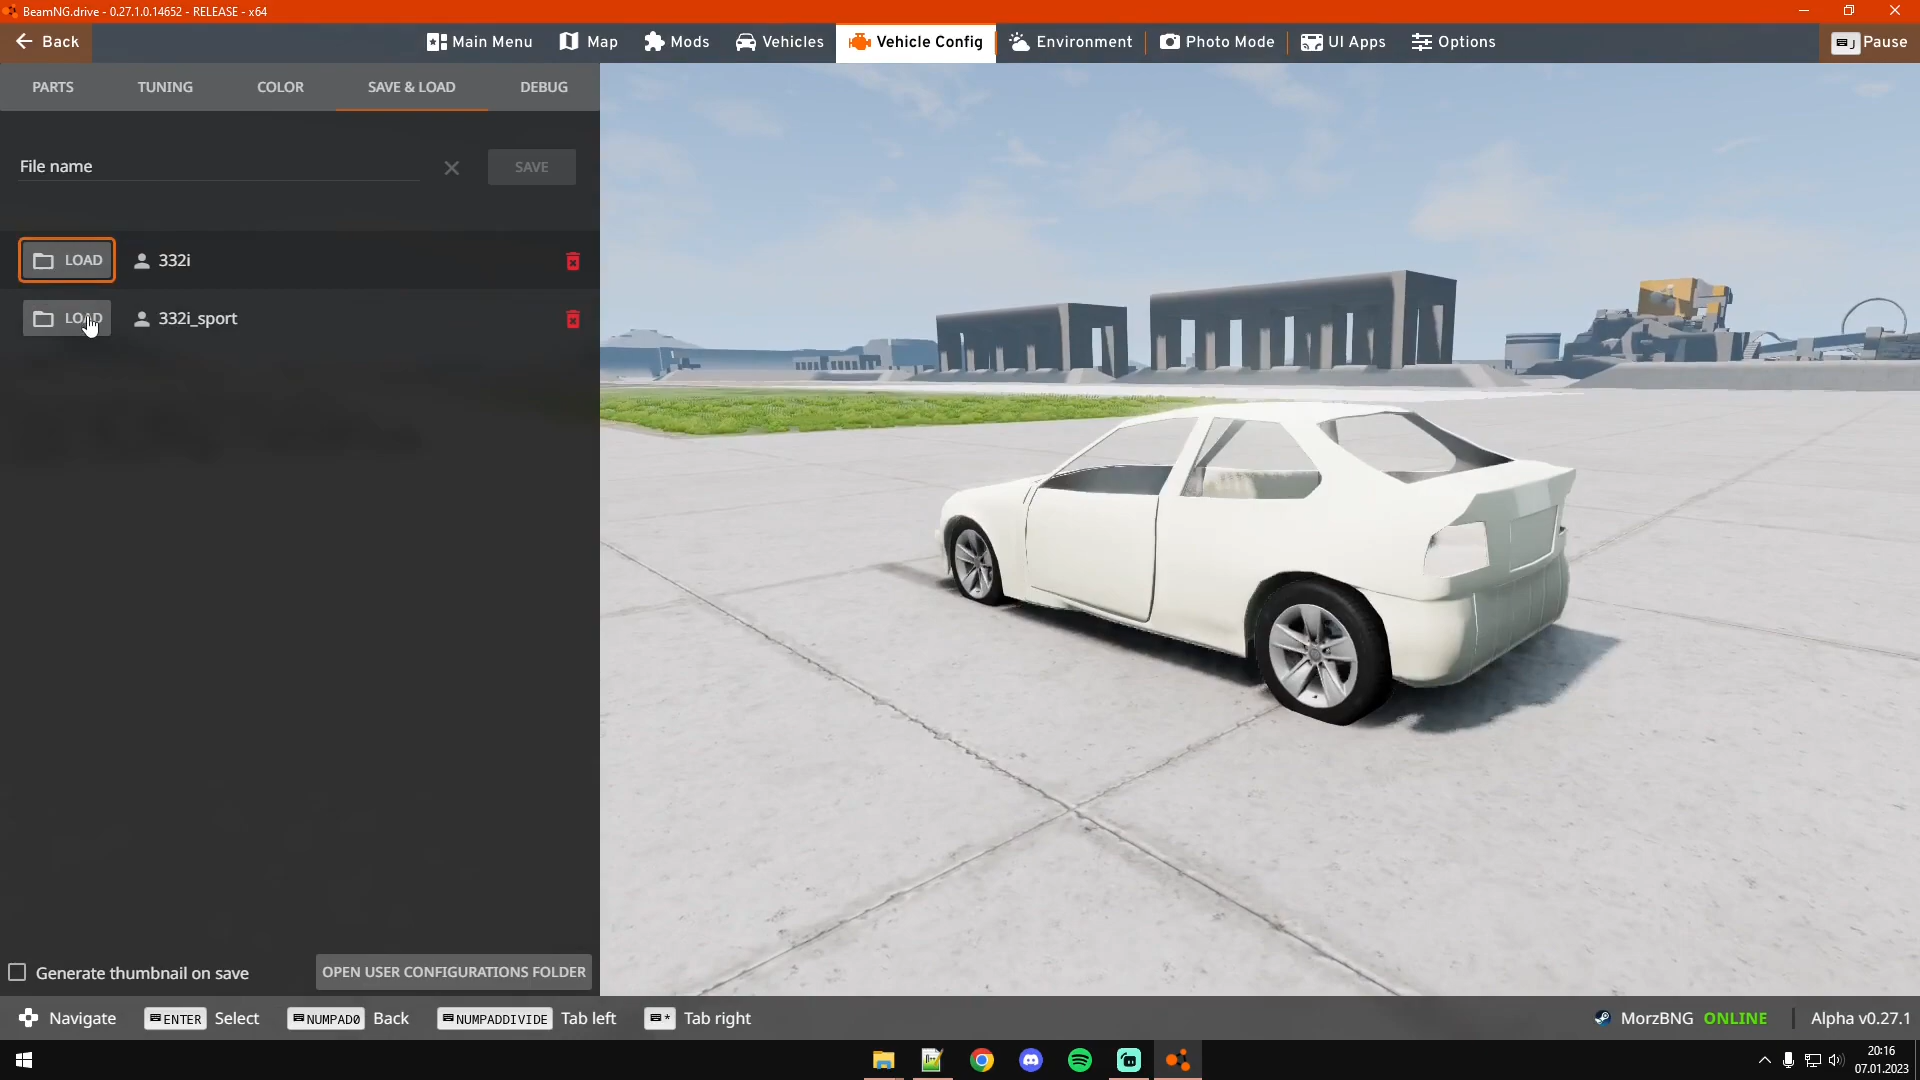 BeamNG.drive - 0.27.1.0.14652 - RELEASE - x64
Back
Main Menu
Map
Mods
Vehicles
Vehicle Config
Environment
Photo Mode
UI Apps
Options
J
Pause
PARTS
TUNING
COLOR
SAVE & LOAD
DEBUG
File name
SAVE
LOAD
332i
LOAD
332i_sport
Generate thumbnail on save
OPEN USER CONFIGURATIONS FOLDER
Navigate
ENTER
Select
NUMPAD0
Back
NUMPADDIVIDE
Tab left
*
Tab right
MorzBNG ONLINE
Alpha v0.27.1
20:16
07.01.2023